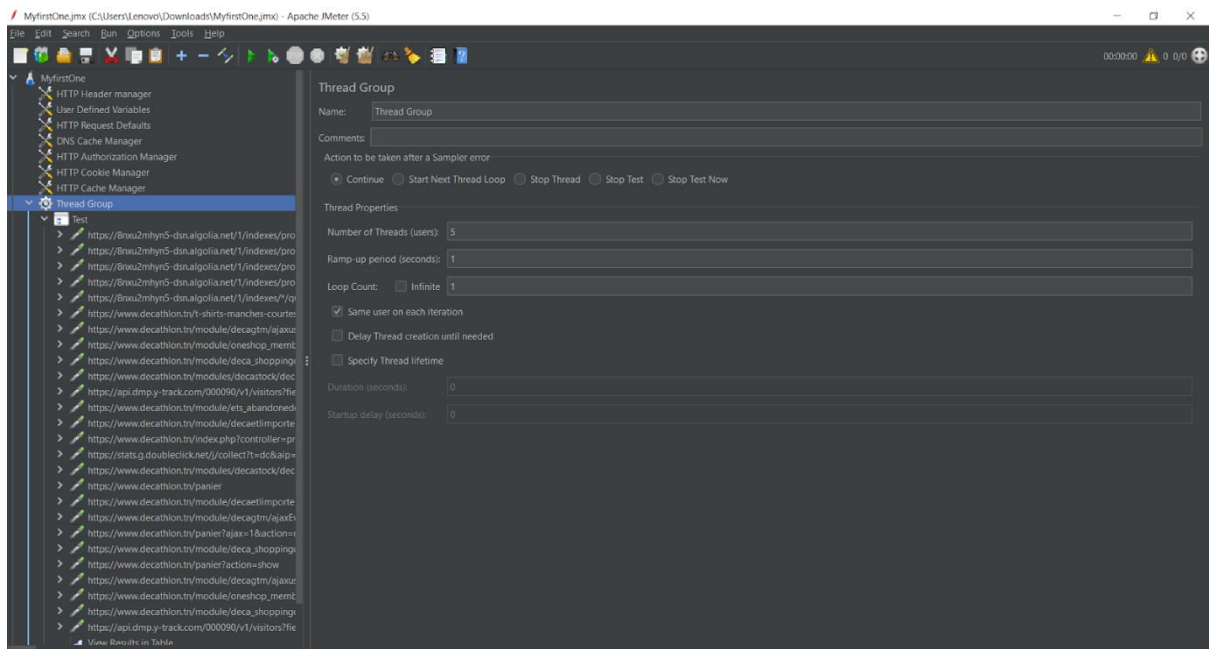 MyfirstOne.jmx (C:\Users\Lenovo\Downloads\MyfirstOne.jmx) - Apache JMeter (5.5)
File Edit Search Run Options Tools Help
00:00:00 0 0/0
MyfirstOne
HTTP Header manager
User Defined Variables
HTTP Request Defaults
DNS Cache Manager
HTTP Authorization Manager
HTTP Cookie Manager
HTTP Cache Manager
Thread Group
Test
https://8nxu2mhyn5-dsn.algolia.net/1/indexes/pro
https://8nxu2mhyn5-dsn.algolia.net/1/indexes/pro
https://8nxu2mhyn5-dsn.algolia.net/1/indexes/pro
https://8nxu2mhyn5-dsn.algolia.net/1/indexes/pro
https://8nxu2mhyn5-dsn.algolia.net/1/indexes/*/q
https://www.decathlon.tn/t-shirts-manches-courtes
https://www.decathlon.tn/module/decagtm/ajaxus
https://www.decathlon.tn/module/oneshop_memb
https://www.decathlon.tn/module/deca_shopping
https://www.decathlon.tn/modules/decastock/dec
https://api.dmp.y-track.com/000090/v1/visitors?fie
https://www.decathlon.tn/module/ets_abandoned
https://www.decathlon.tn/module/decaetlimporte
https://www.decathlon.tn/index.php?controller=pr
https://stats.g.doubleclick.net/j/collect?t=dc&aip=
https://www.decathlon.tn/modules/decastock/dec
https://www.decathlon.tn/panier
https://www.decathlon.tn/module/decaetlimporte
https://www.decathlon.tn/module/decagtm/ajaxE
https://www.decathlon.tn/panier?ajax=1&action=
https://www.decathlon.tn/module/deca_shopping
https://www.decathlon.tn/panier?action=show
https://www.decathlon.tn/module/decagtm/ajaxus
https://www.decathlon.tn/module/oneshop_memb
https://www.decathlon.tn/module/deca_shopping
https://api.dmp.y-track.com/000090/v1/visitors?fie
View Results in Table
Thread Group
Name: Thread Group
Comments:
Action to be taken after a Sampler error
Continue Start Next Thread Loop Stop Thread Stop Test Stop Test Now
Thread Properties
Number of Threads (users): 5
Ramp-up period (seconds): 1
Loop Count: Infinite 1
Same user on each iteration
Delay Thread creation until needed
Specify Thread lifetime
Duration (seconds): 0
Startup delay (seconds): 0